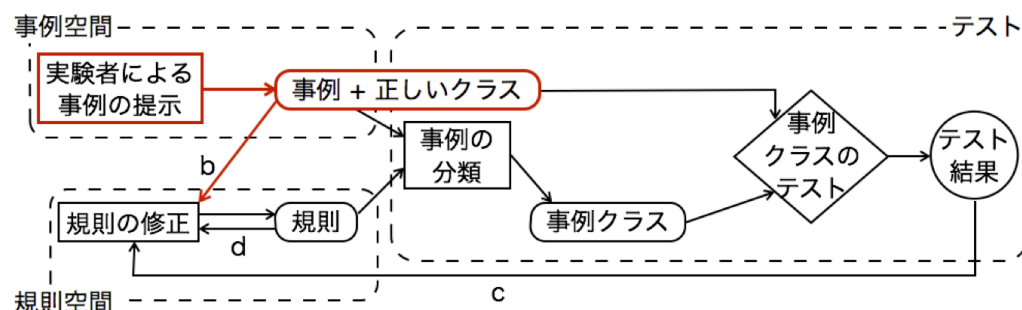 事例空間
テスト
実験者による
事例の提示
事例 + 正しいクラス
事例の
分類
事例
クラスの
テスト
テスト
結果
b
規則の修正
規則
事例クラス
d
c
規則空間